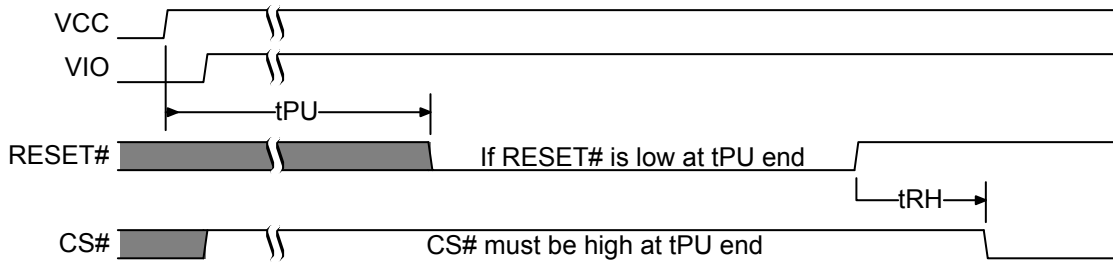 VCC
VIO
tPU
RESET# If RESET# is low at tPU end
tRH
CS# CS# must be high at tPU end